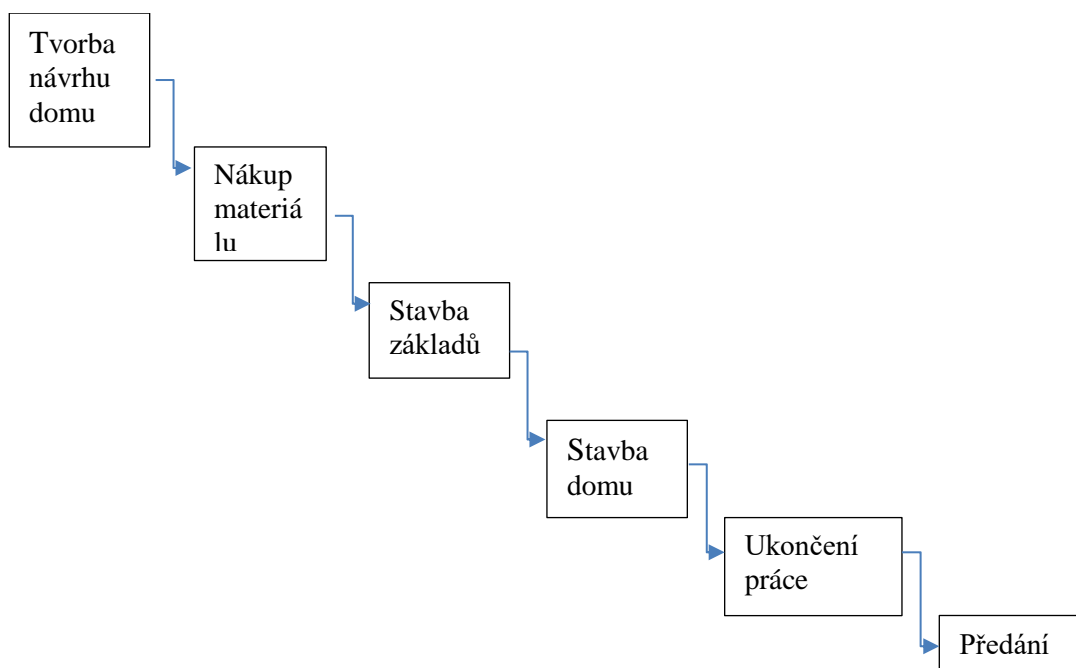 Tvorba
návrhu
domu
Nákup
materiá
lu
Stavba
základů
Stavba
domu
Ukončení
práce
Předání